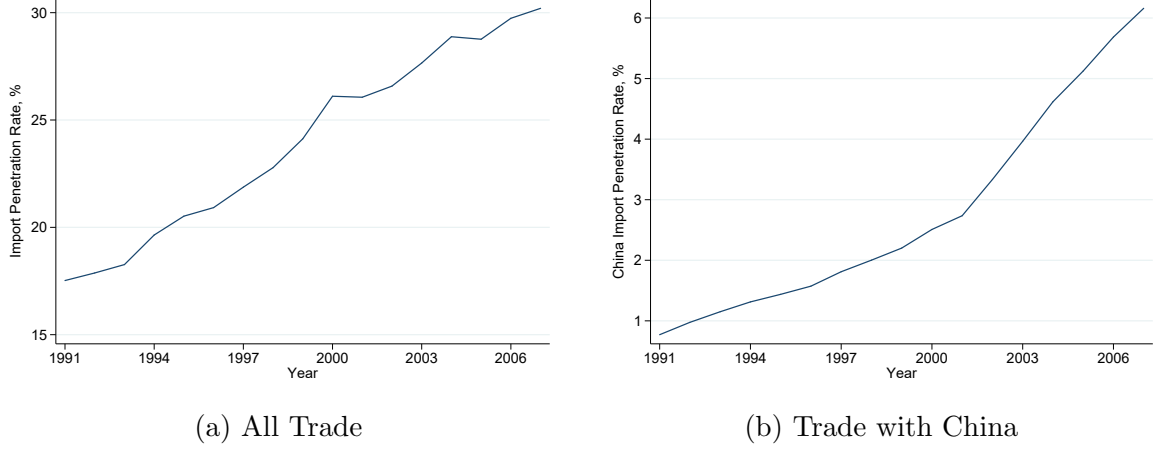 Import Penetration Rate, %
30
25
20
15
1991 1994 1997 2000 2003 2006
Year
(a) All Trade
China Import Penetration Rate, %
6
5
4
3
2
1
1991 1994 1997 2000 2003 2006
Year
(b) Trade with China